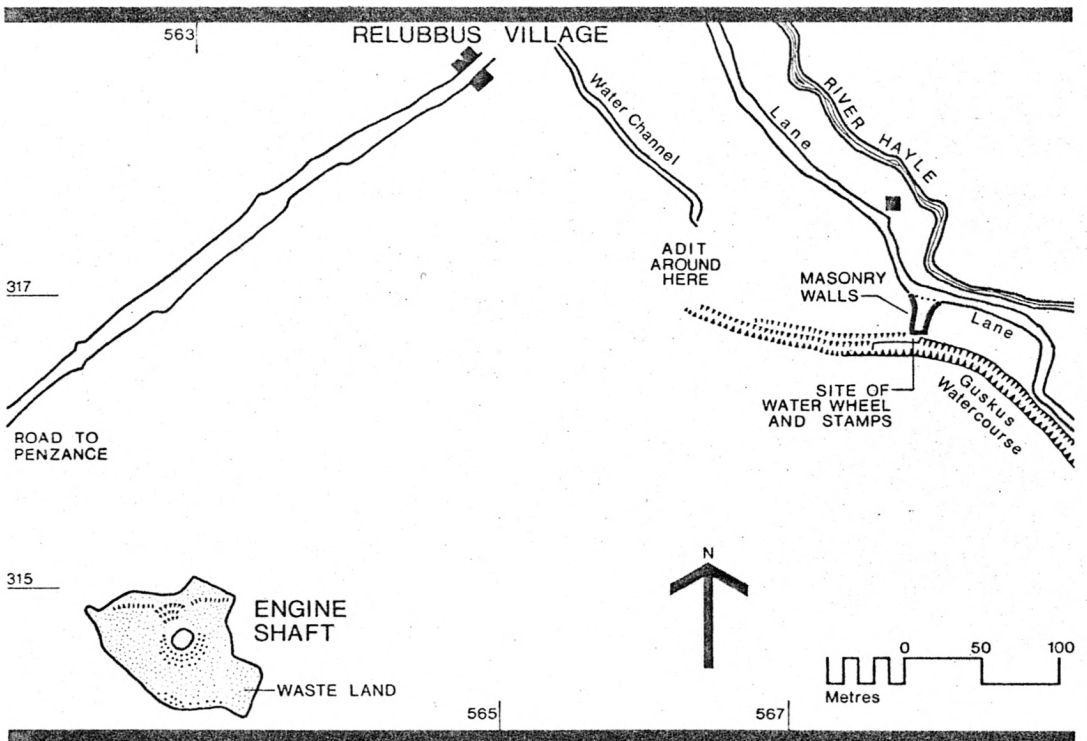 563
RELUBBUS VILLAGE
Water Channel
Lane
RIVER HAYLE
ADIT
AROUND
HERE
MASONRY
WALLS
317
Lane
SITE OF
WATER WHEEL
AND STAMPS
Guskus
Watercourse
ROAD TO
PENZANCE
N
315
ENGINE
SHAFT
WASTE LAND
0 50 100
Metres
565
567